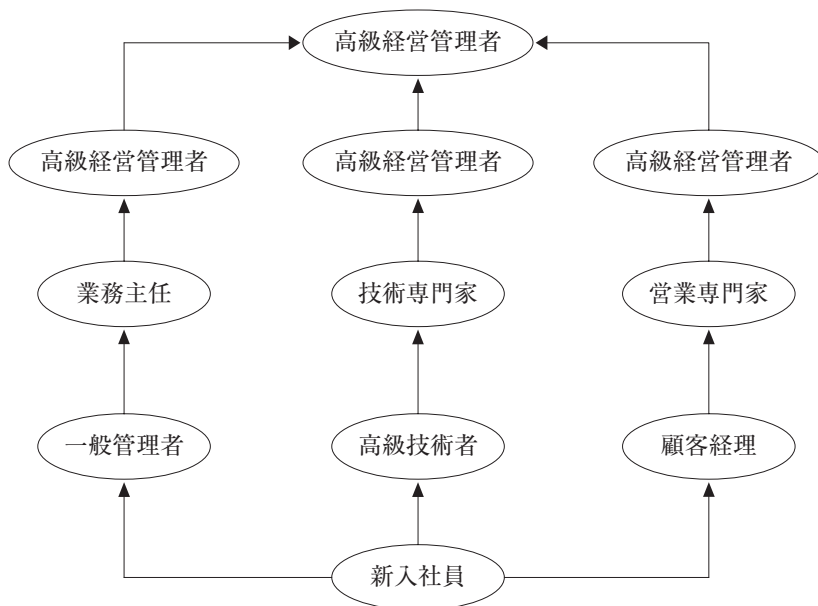 高級経営管理者
高級経営管理者
高級経営管理者
高級経営管理者
業務主任
技術専門家
営業専門家
一般管理者
高級技術者
顧客経理
新入社員